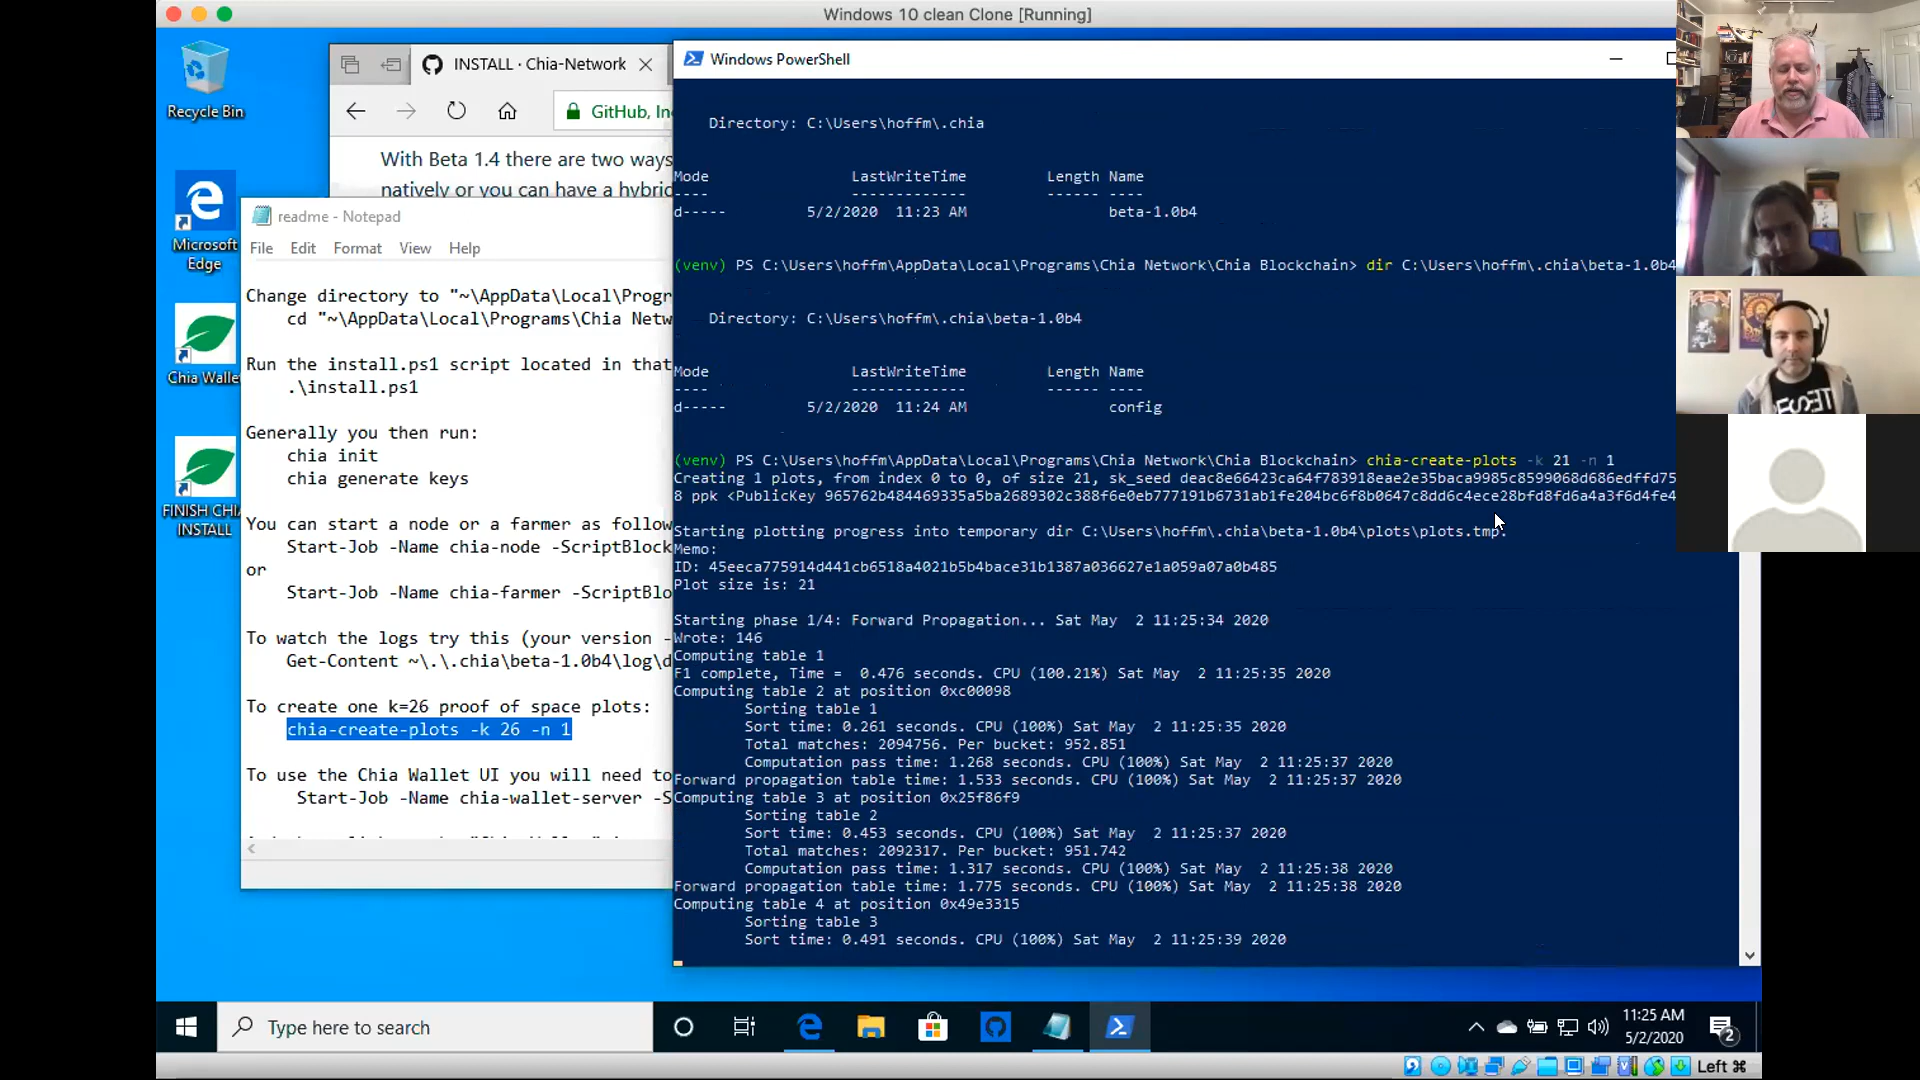 Windows 10 clean Clone [Running]
Recycle Bin
Microsoft
Edge
Chia Walle
FINISH CHI
INSTALL
INSTALL · Chia-Network
GitHub, In
With Beta 1.4 there are two ways
natively or you can have a hybrid
readme - Notepad
File Edit Format View Help
Change directory to "~\AppData\Local\Progr
cd "~\AppData\Local\Programs\Chia Netw
Run the install.ps1 script located in that
.\install.ps1
Generally you then run:
chia init
chia generate keys
You can start a node or a farmer as follow
Start-Job -Name chia-node -ScriptBlock
or
Start-Job -Name chia-farmer -ScriptBlo
To watch the logs try this (your version -
Get-Content ~\.\.chia\beta-1.0b4\log\d
To create one k=26 proof of space plots:
chia-create-plots -k 26 -n 1
To use the Chia Wallet UI you will need to
Start-Job -Name chia-wallet-server -S
Windows PowerShell
Directory: C:\Users\hoffm\.chia
Mode LastWriteTime Length Name
---- ------------- ------ ----
d----- 5/2/2020 11:23 AM beta-1.0b4
(venv) PS C:\Users\hoffm\AppData\Local\Programs\Chia Network\Chia Blockchain> dir C:\Users\hoffm\.chia\beta-1.0b4
Directory: C:\Users\hoffm\.chia\beta-1.0b4
Mode LastWriteTime Length Name
---- ------------- ------ ----
d----- 5/2/2020 11:24 AM config
(venv) PS C:\Users\hoffm\AppData\Local\Programs\Chia Network\Chia Blockchain> chia-create-plots -k 21 -n 1
Creating 1 plots, from index 0 to 0, of size 21, sk_seed deac8e66423ca64f783918eae2e35baca9985c8599068d686edffd75
8 ppk <PublicKey 965762b484469335a5ba2689302c388f6e0eb777191b6731ab1fe204bc6f8b0647c8dd6c4ece28bfd8fd6a4a3f6d4fe4
Starting plotting progress into temporary dir C:\Users\hoffm\.chia\beta-1.0b4\plots\plots.tmp.
Memo:
ID: 45eeca775914d441cb6518a4021b5b4bace31b1387a036627e1a059a07a0b485
Plot size is: 21
Starting phase 1/4: Forward Propagation... Sat May  2 11:25:34 2020
Wrote: 146
Computing table 1
F1 complete, Time =  0.476 seconds. CPU (100.21%) Sat May  2 11:25:35 2020
Computing table 2 at position 0xc00098
Sorting table 1
Sort time: 0.261 seconds. CPU (100%) Sat May  2 11:25:35 2020
Total matches: 2094756. Per bucket: 952.851
Computation pass time: 1.268 seconds. CPU (100%) Sat May  2 11:25:37 2020
Forward propagation table time: 1.533 seconds. CPU (100%) Sat May  2 11:25:37 2020
Computing table 3 at position 0x25f86f9
Sorting table 2
Sort time: 0.453 seconds. CPU (100%) Sat May  2 11:25:37 2020
Total matches: 2092317. Per bucket: 951.742
Computation pass time: 1.317 seconds. CPU (100%) Sat May  2 11:25:38 2020
Forward propagation table time: 1.775 seconds. CPU (100%) Sat May  2 11:25:38 2020
Computing table 4 at position 0x49e3315
Sorting table 3
Sort time: 0.491 seconds. CPU (100%) Sat May  2 11:25:39 2020
Type here to search
11:25 AM
5/2/2020
2
Left ⌘